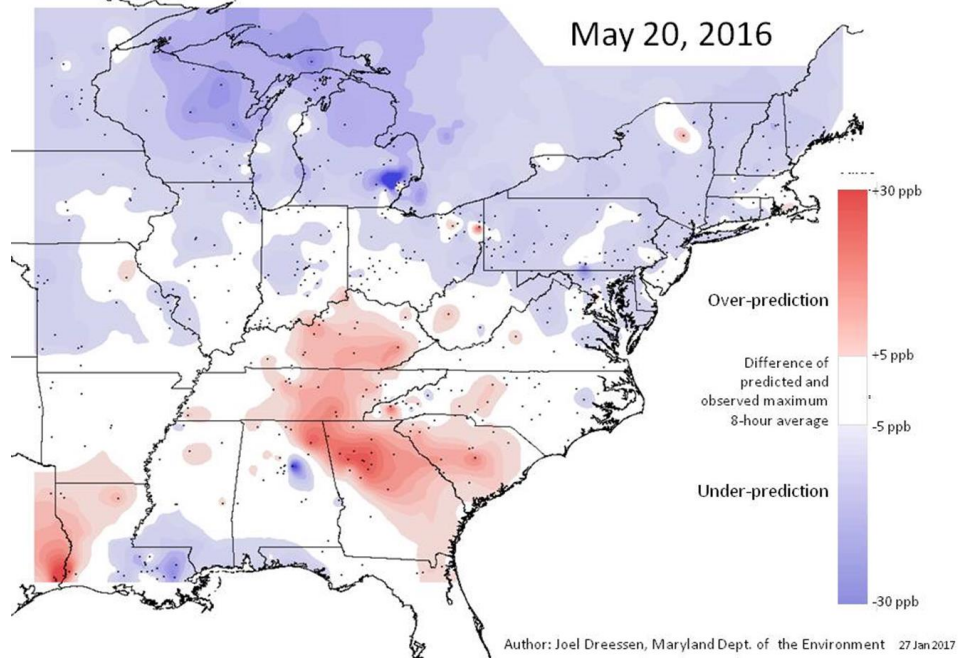 May 20, 2016
+30 ppb
Over-prediction
+5 ppb
Difference of
predicted and
observed maximum
8-hour average
-5 ppb
Under-prediction
-30 ppb
Author: Joel Dreessen, Maryland Dept. of the Environment 27 Jan 2017